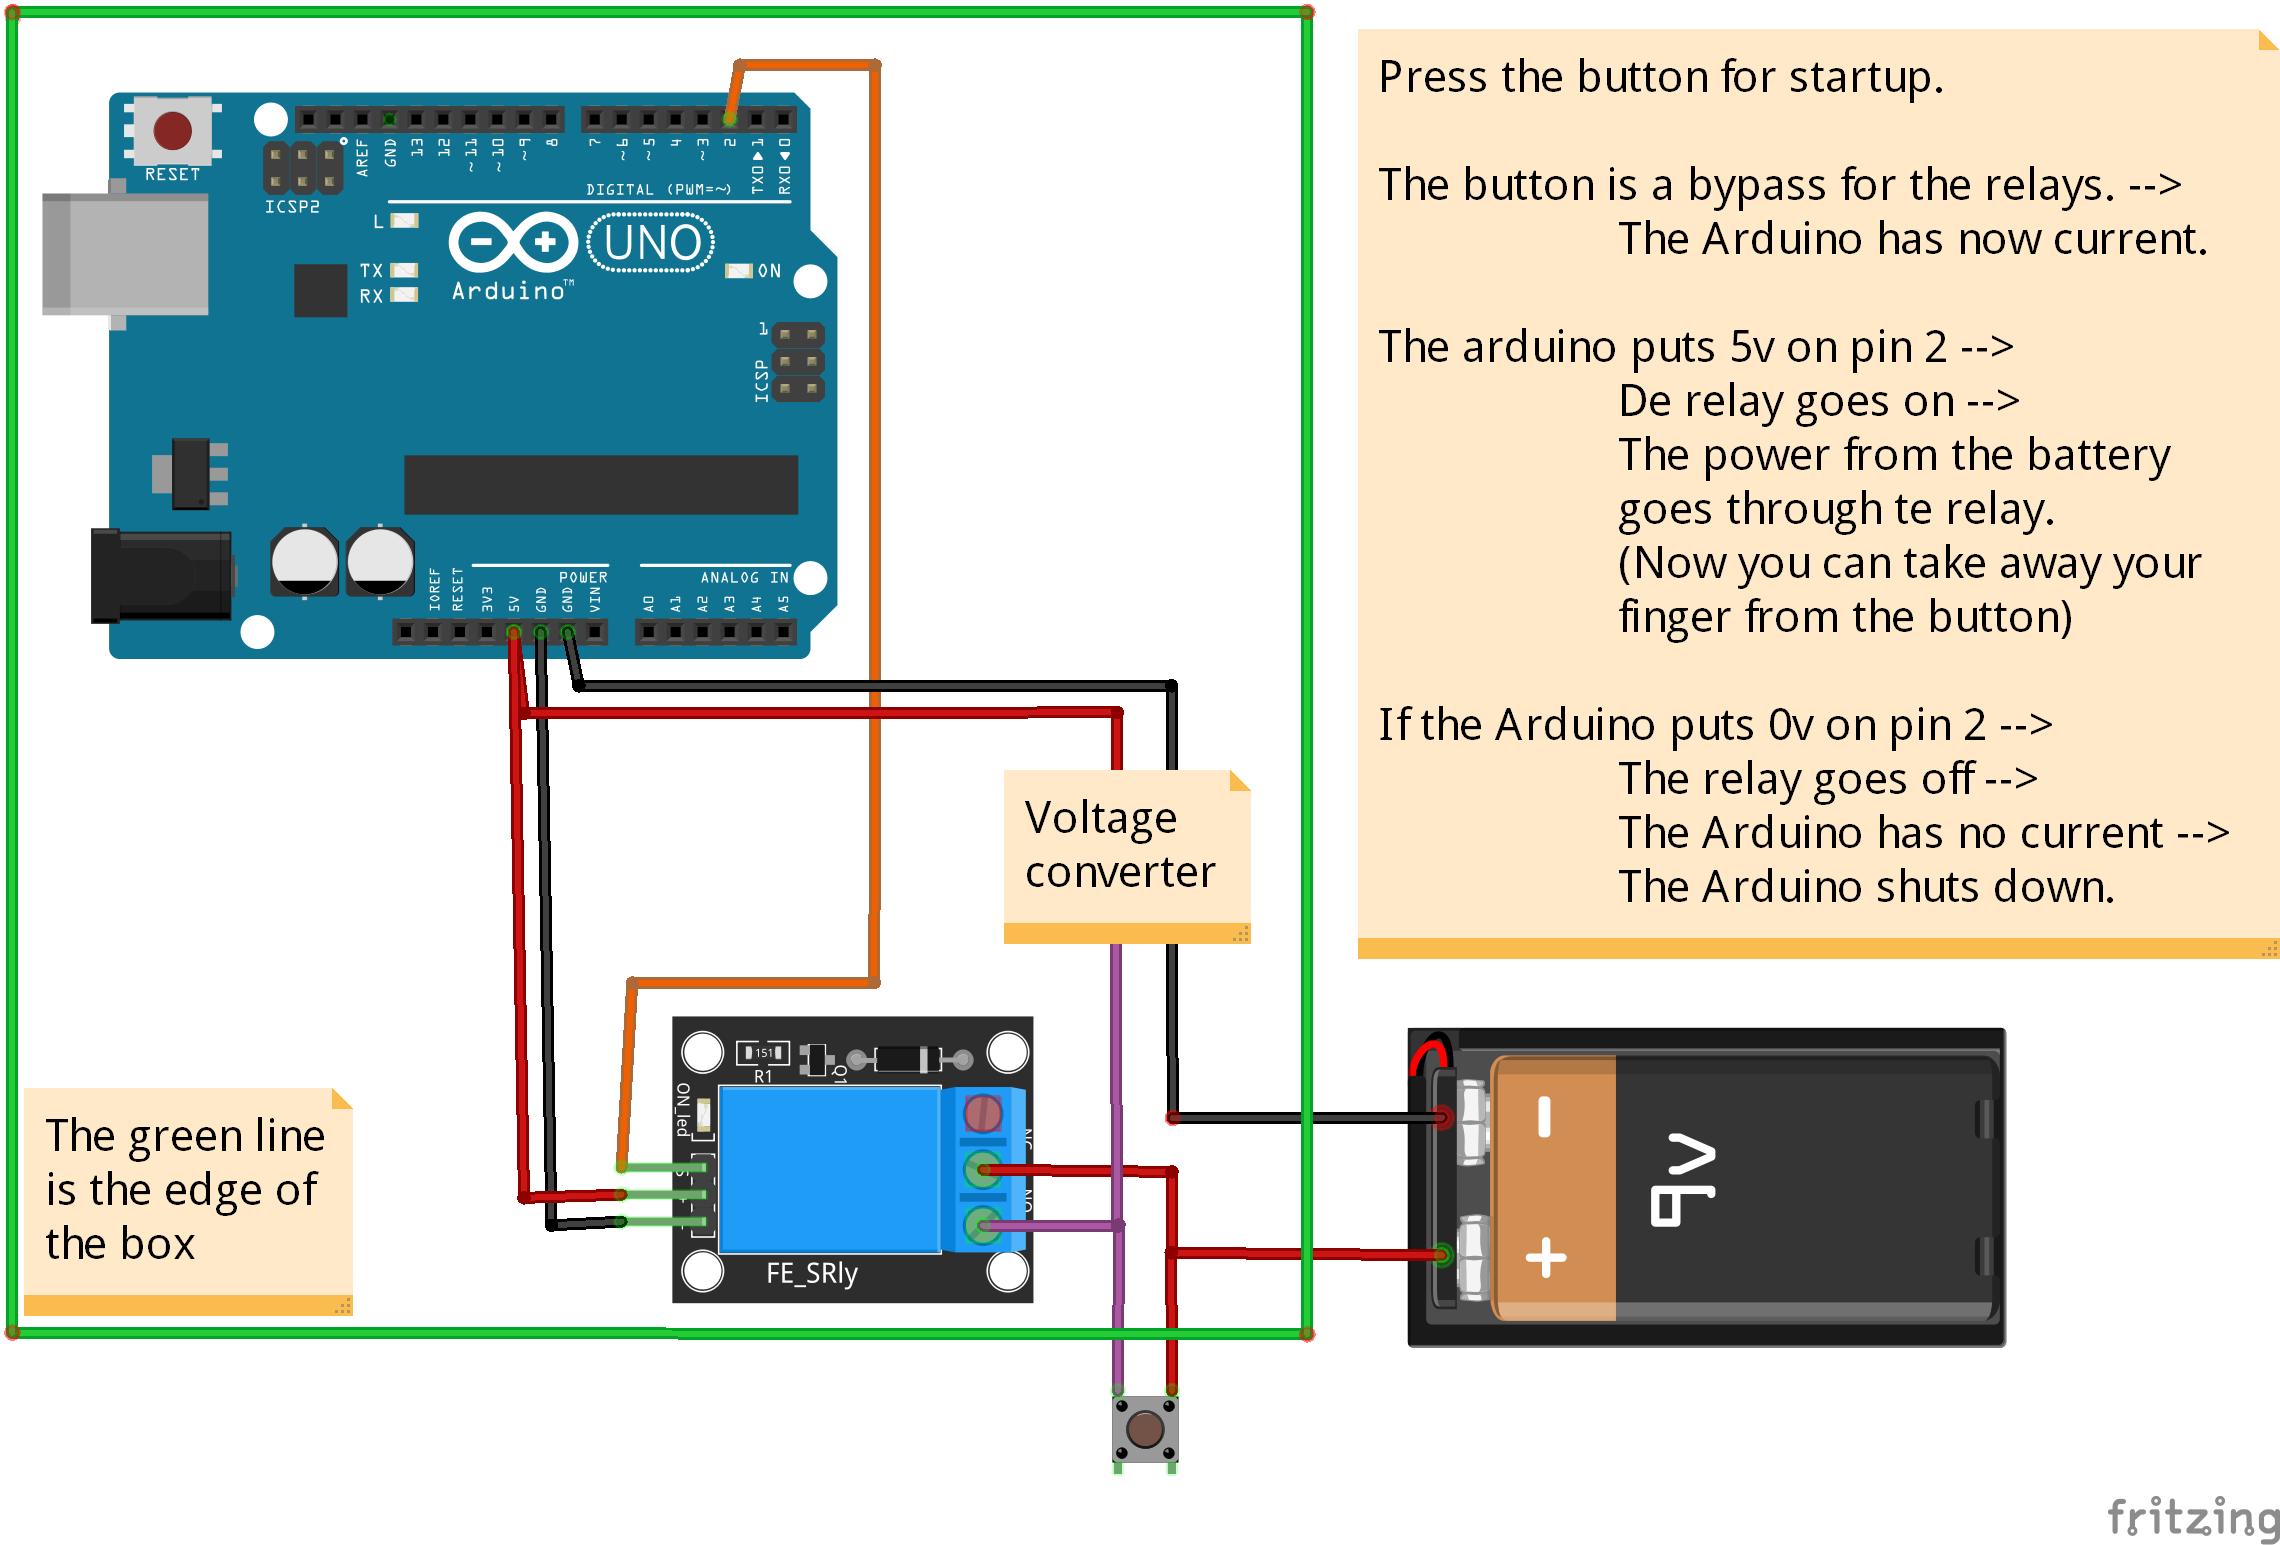 Press the button for startup.
The button is a bypass for the relays. -->
The Arduino has now current.
The arduino puts 5v on pin 2 -->
De relay goes on -->
The power from the battery
goes through te relay.
(Now you can take away your
finger from the button)
If the Arduino puts 0v on pin 2 -->
The relay goes off -->
The Arduino has no current -->
The Arduino shuts down.
RESET
ICSP2
AREF
GND
13
12
~11
~10
~9
8
7
~6
~5
4
~3
2
TX0▶1
RX0◀0
DIGITAL (PWM=~)
L
TX
RX
Arduino™
UNO
ON
1
ICSP
IOREF
RESET
3V3
5V
GND
GND
VIN
POWER
ANALOG IN
A0
A1
A2
A3
A4
A5
Voltage
converter
The green line
is the edge of
the box
151
R1
Q1
ON_led
S
NC
NO
FE_SRly
-
9v
+
fritzing